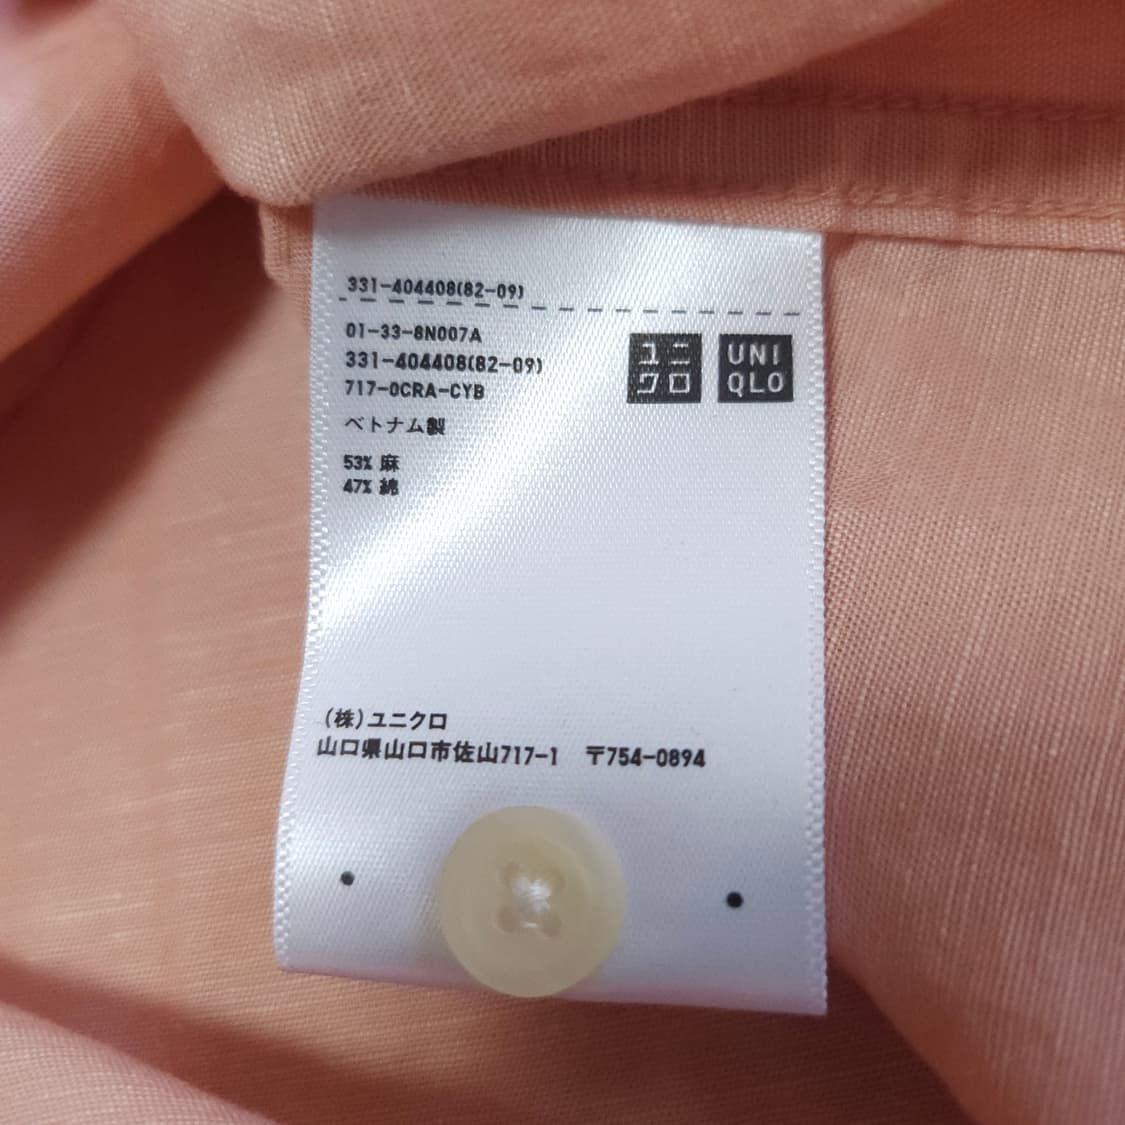 331-404408(82-09)
01-33-8N007A
331-404408(82-09)
717-0CRA-CYB
ベトナム製
53% 麻
47% 綿
ユニ
クロ
UNI
QLO
(株)ユニクロ
山口県山口市佐山717-1 〒754-0894